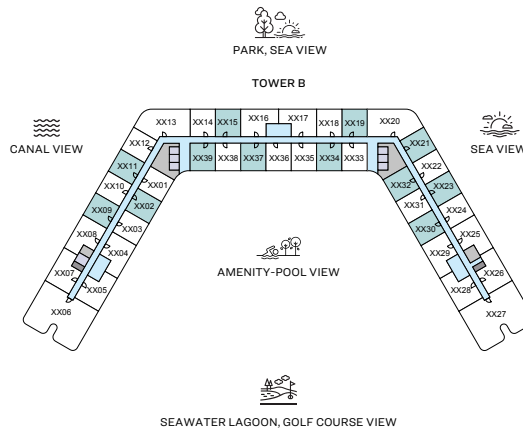 PARK, SEA VIEW
TOWER B
XX13
XX14
XX15
XX16
XX17
XX18
XX19
XX20
CANAL VIEW
SEA VIEW
XX12
XX11
XX10
XX09
XX08
XX07
XX06
XX01
XX02
XX03
XX04
XX05
XX39
XX38
XX37
XX36
XX35
XX34
XX33
XX21
XX22
XX23
XX24
XX25
XX26
XX27
XX32
XX31
XX30
XX29
XX28
AMENITY-POOL VIEW
SEAWATER LAGOON, GOLF COURSE VIEW